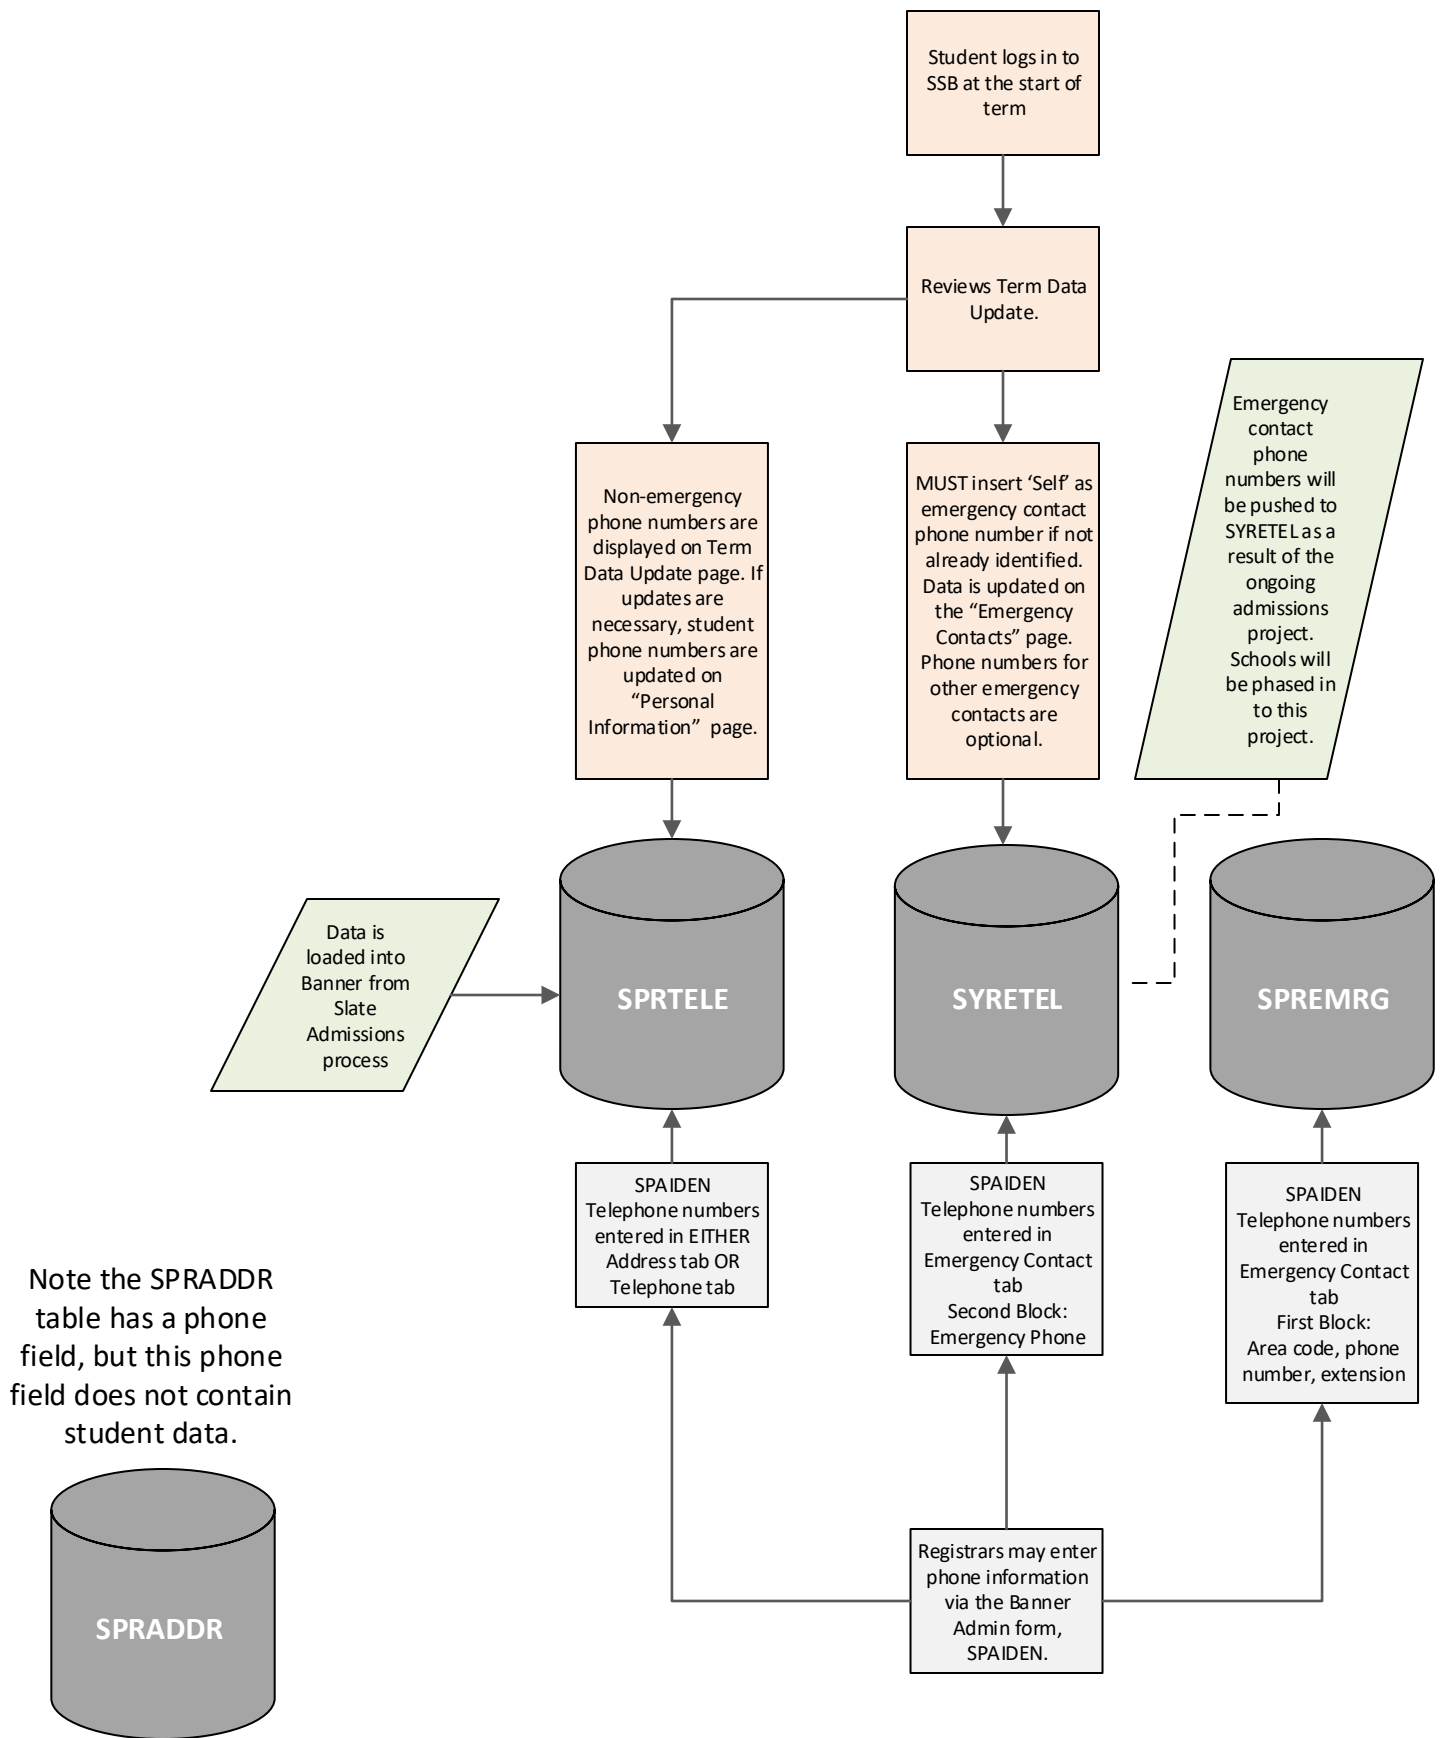 Student logs in to
SSB at the start of
term
Reviews Term Data
Update.
Non-emergency
phone numbers are
displayed on Term
Data Update page. If
updates are
necessary, student
phone numbers are
updated on
“Personal
Information” page.
MUST insert ‘Self’ as
emergency contact
phone number if not
already identified.
Data is updated on
the “Emergency
Contacts” page.
Phone numbers for
other emergency
contacts are
optional.
Emergency
contact
phone
numbers will
be pushed to
SYRETEL as a
result of the
ongoing
admissions
project.
Schools will
be phased in
to this
project.
Data is
loaded into
Banner from
Slate
Admissions
process
SPRTELE
SYRETEL
SPREMRG
SPAIDEN
Telephone numbers
entered in EITHER
Address tab OR
Telephone tab
SPAIDEN
Telephone numbers
entered in
Emergency Contact
tab
Second Block:
Emergency Phone
SPAIDEN
Telephone numbers
entered in
Emergency Contact
tab
First Block:
Area code, phone
number, extension
Note the SPRADDR
table has a phone
field, but this phone
field does not contain
student data.
SPRADDR
Registrars may enter
phone information
via the Banner
Admin form,
SPAIDEN.